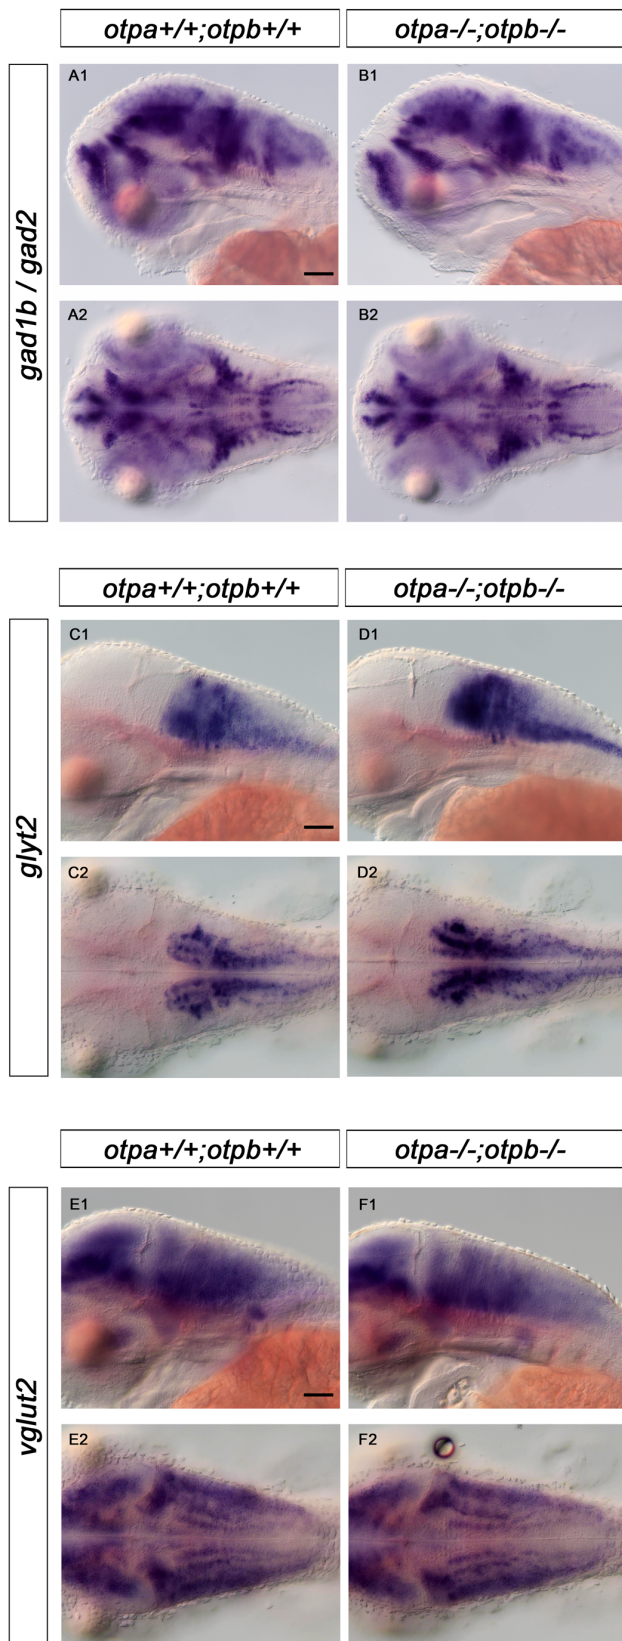 otpa+/+;otpb+/+ otpa-/-;otpb-/-
gad1b / gad2
A1 B1
A2 B2
otpa+/+;otpb+/+ otpa-/-;otpb-/-
glyt2
C1 D1
C2 D2
otpa+/+;otpb+/+ otpa-/-;otpb-/-
vglut2
E1 F1
E2 F2